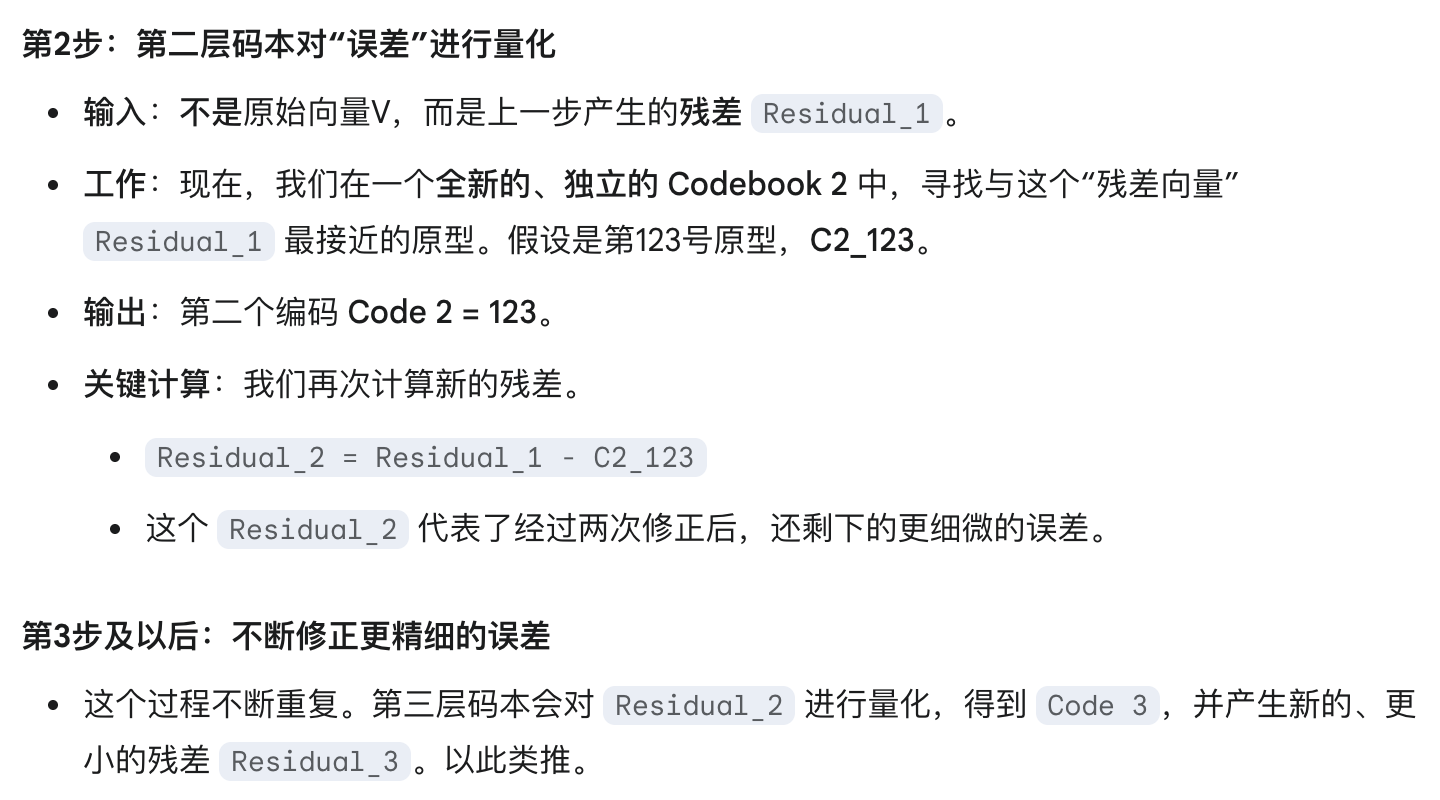 第2步：第二层码本对“误差”进行量化
输入：不是原始向量V，而是上一步产生的残差 Residual_1。
工作：现在，我们在一个全新的、独立的 Codebook 2 中，寻找与这个“残差向量”
Residual_1 最接近的原型。假设是第123号原型，C2_123。
输出：第二个编码 Code 2 = 123。
关键计算：我们再次计算新的残差。
Residual_2 = Residual_1 - C2_123
这个 Residual_2 代表了经过两次修正后，还剩下的更细微的误差。
第3步及以后：不断修正更精细的误差
这个过程不断重复。第三层码本会对 Residual_2 进行量化，得到 Code 3，并产生新的、更
小的残差 Residual_3。以此类推。